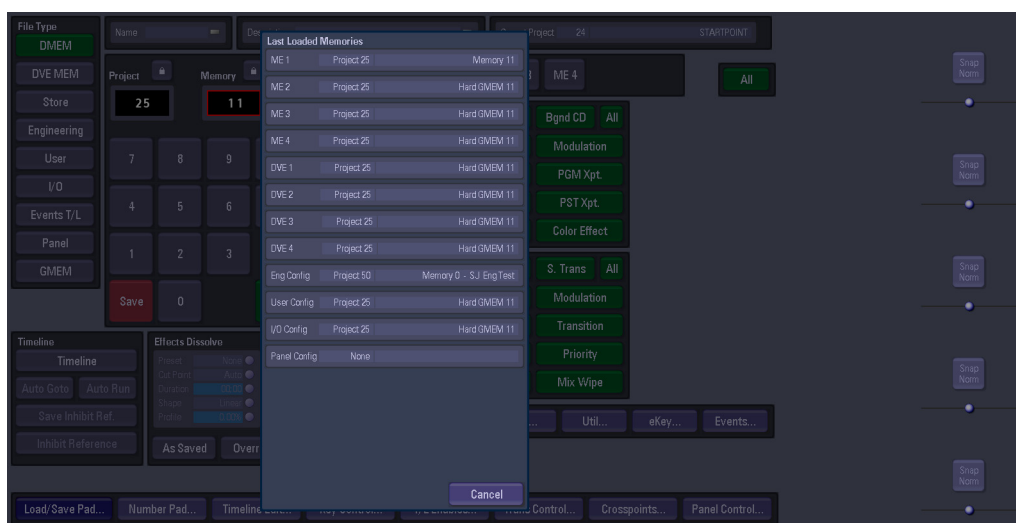 File Type
DMEM
DVE MEM
Store
Engineering
User
I/O
Events T/L
Panel
GMEM
Name
Project 24 STARTPOINT
Project
Memory
25
11
7 8 9
4 5 6
1 2 3
Save 0
ME 4
All
Last Loaded Memories
ME 1 Project 25 Memory 11
ME 2 Project 25 Hard GMEM 11
ME 3 Project 25 Hard GMEM 11
ME 4 Project 25 Hard GMEM 11
DVE 1 Project 25 Hard GMEM 11
DVE 2 Project 25 Hard GMEM 11
DVE 3 Project 25 Hard GMEM 11
DVE 4 Project 25 Hard GMEM 11
Eng Config Project 50 Memory 0 - SJ Eng Test
User Config Project 25 Hard GMEM 11
I/O Config Project 25 Hard GMEM 11
Panel Config None
Cancel
Bgnd CD All
Modulation
PGM Xpt.
PST Xpt.
Color Effect
S. Trans All
Modulation
Transition
Priority
Mix Wipe
Util... eKey... Events...
Timeline
Timeline
Auto Goto Auto Run
Save Inhibit Ref.
Inhibit Reference
Effects Dissolve
Power None
Cut Point Auto
Duration
Shape Linear
Profile
As Saved
Load/Save Pad... Number Pad... Control... Crosspoints... Panel Control...
Snap
Norm
Snap
Norm
Snap
Norm
Snap
Norm
Snap
Norm